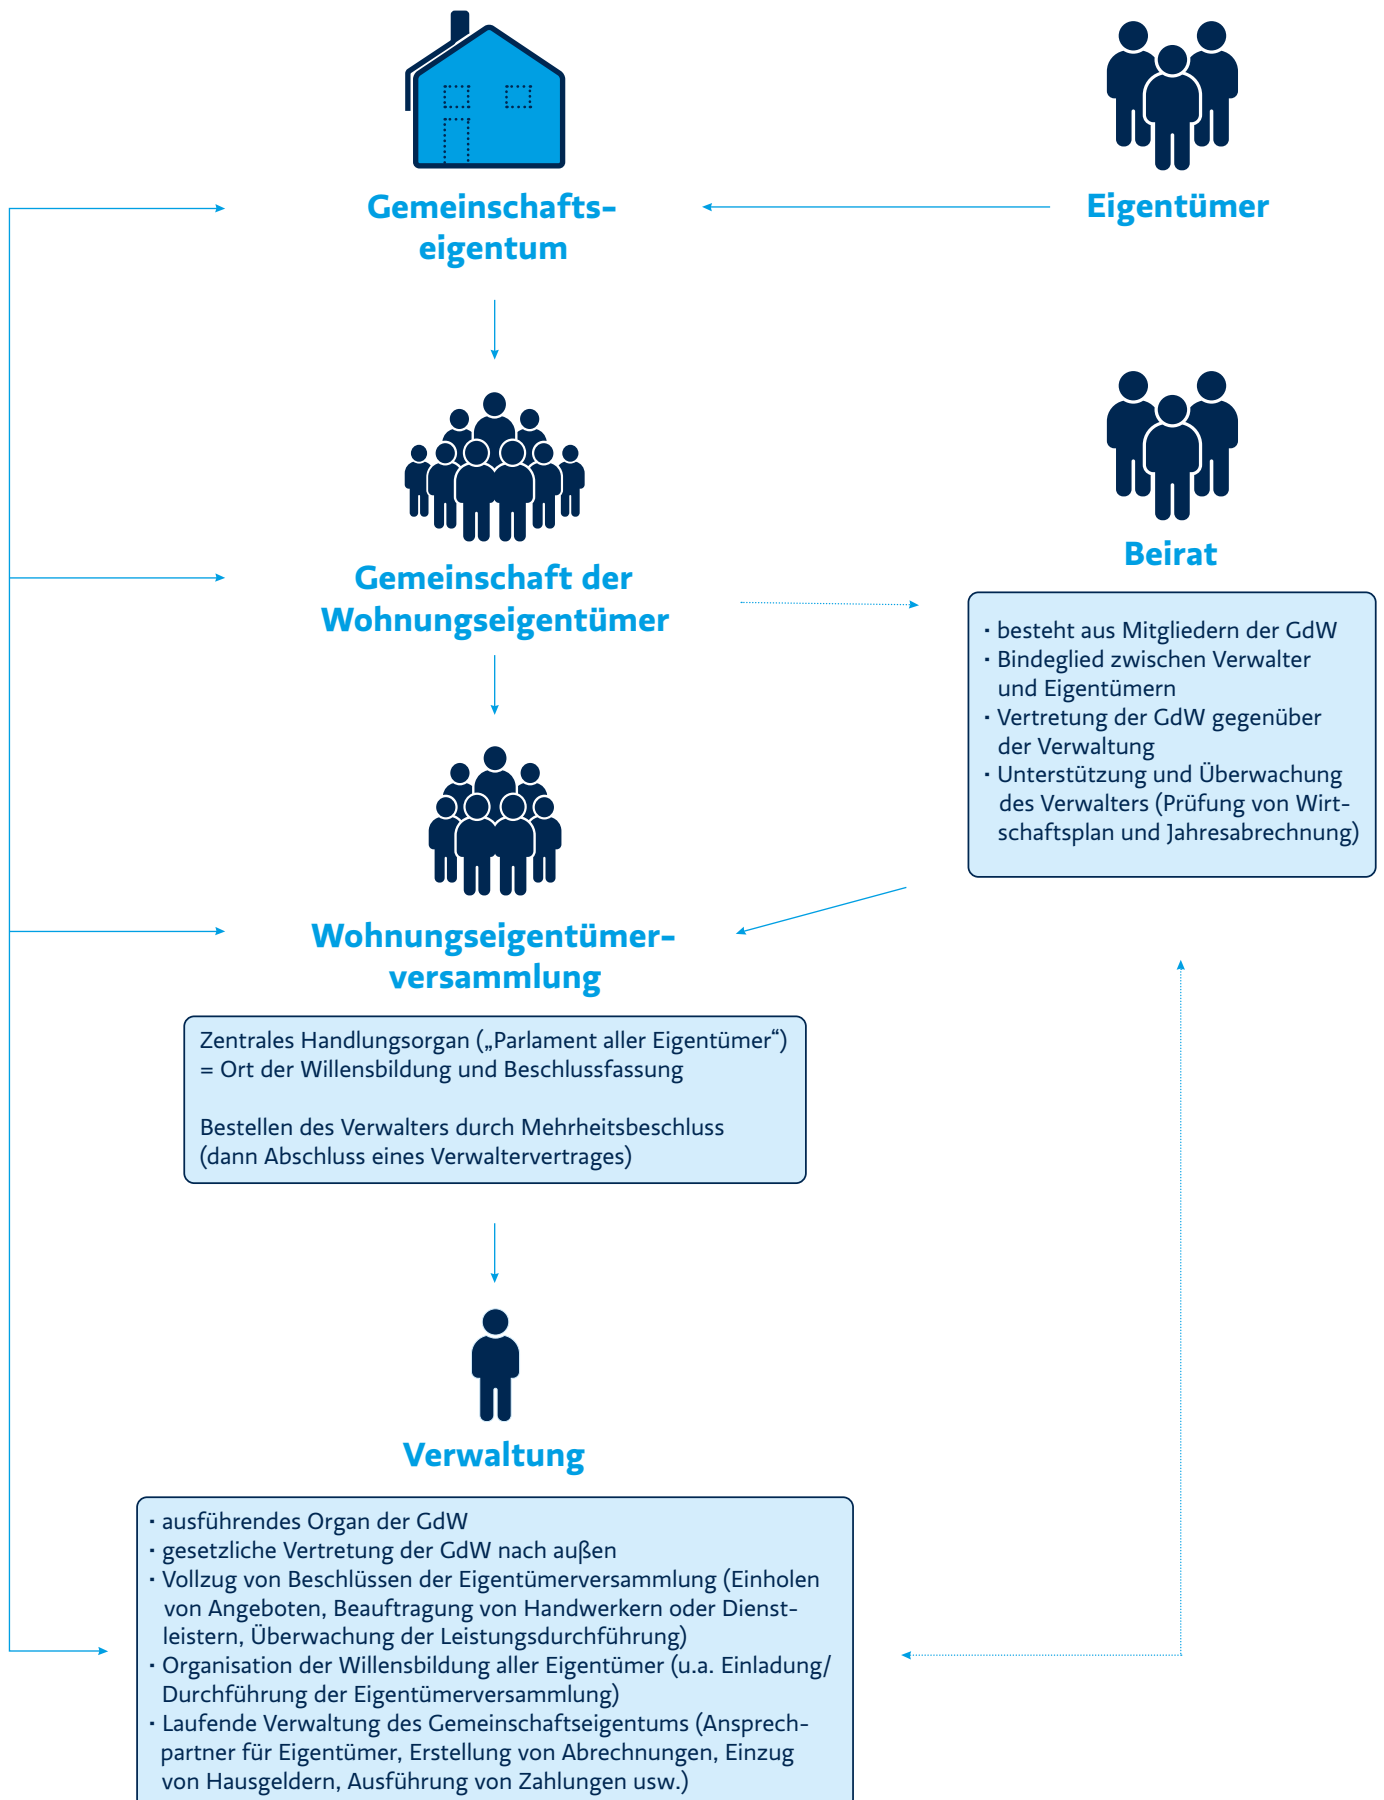 Gemeinschafts-
eigentum
Eigentümer
Gemeinschaft der
Wohnungseigentümer
Beirat
· besteht aus Mitgliedern der GdW
· Bindeglied zwischen Verwalter
und Eigentümern
· Vertretung der GdW gegenüber
der Verwaltung
· Unterstützung und Überwachung
des Verwalters (Prüfung von Wirt-
schaftsplan und Jahresabrechnung)
Wohnungseigentümer-
versammlung
Zentrales Handlungsorgan („Parlament aller Eigentümer“)
= Ort der Willensbildung und Beschlussfassung
Bestellen des Verwalters durch Mehrheitsbeschluss
(dann Abschluss eines Verwaltervertrages)
Verwaltung
· ausführendes Organ der GdW
· gesetzliche Vertretung der GdW nach außen
· Vollzug von Beschlüssen der Eigentümerversammlung (Einholen
von Angeboten, Beauftragung von Handwerkern oder Dienst-
leistern, Überwachung der Leistungsdurchführung)
· Organisation der Willensbildung aller Eigentümer (u.a. Einladung/
Durchführung der Eigentümerversammlung)
· Laufende Verwaltung des Gemeinschaftseigentums (Ansprech-
partner für Eigentümer, Erstellung von Abrechnungen, Einzug
von Hausgeldern, Ausführung von Zahlungen usw.)